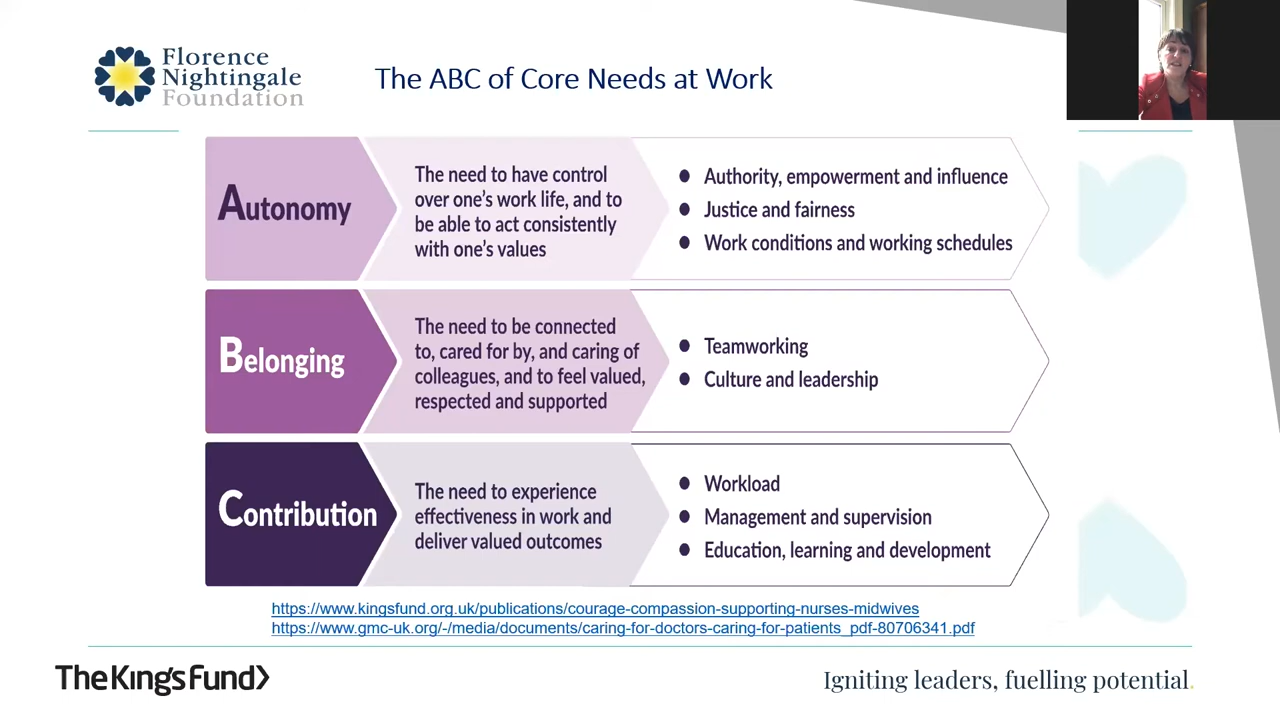 Florence
Nightingale
Foundation
The ABC of Core Needs at Work
Autonomy
The need to have control
over one's work life, and to
be able to act consistently
with one's values
● Authority, empowerment and influence
● Justice and fairness
● Work conditions and working schedules
Belonging
The need to be connected
to, cared for by, and caring of
colleagues, and to feel valued,
respected and supported
● Teamworking
● Culture and leadership
Contribution
The need to experience
effectiveness in work and
deliver valued outcomes
● Workload
● Management and supervision
● Education, learning and development
https://www.kingsfund.org.uk/publications/courage-compassion-supporting-nurses-midwives
https://www.gmc-uk.org/-/media/documents/caring-for-doctors-caring-for-patients_pdf-80706341.pdf
TheKing'sFund>
Igniting leaders, fuelling potential.